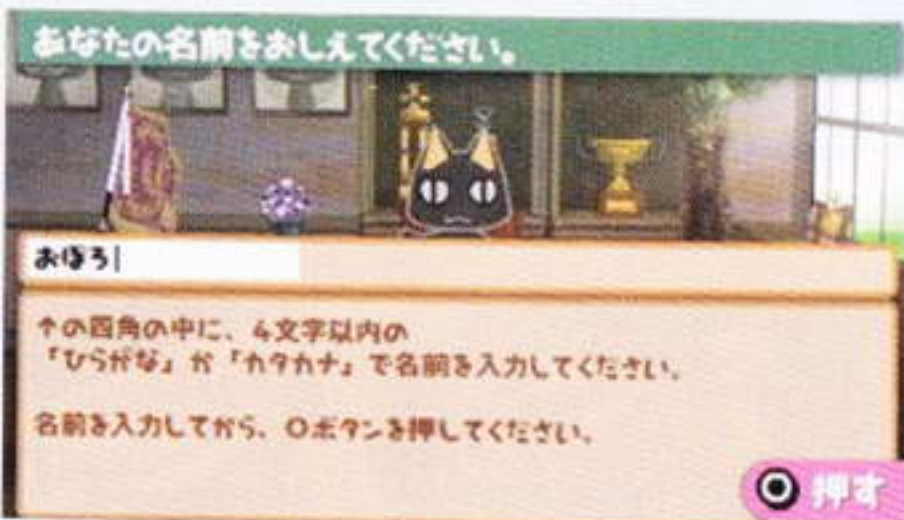 あなたの名前をおしえてください。
おぼろ
↑の四角の中に、4文字以内の
『ひらがな』か『カタカナ』で名前を入力してください。
名前を入力してから、○ボタンを押してください。
押す